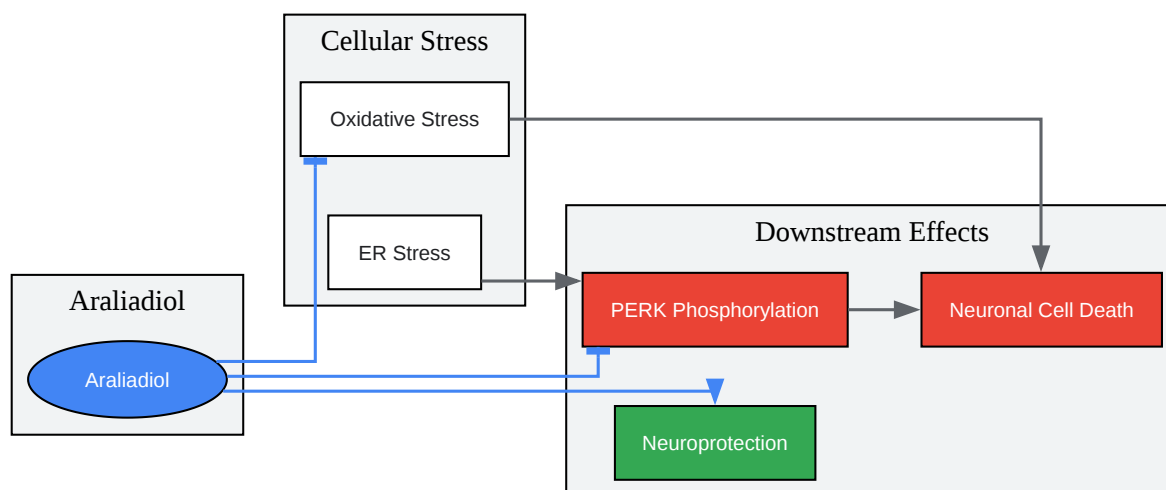 Cellular Stress
Oxidative Stress
ER Stress
Downstream Effects
PERK Phosphorylation
Neuronal Cell Death
Neuroprotection
Araliadiol
Araliadiol